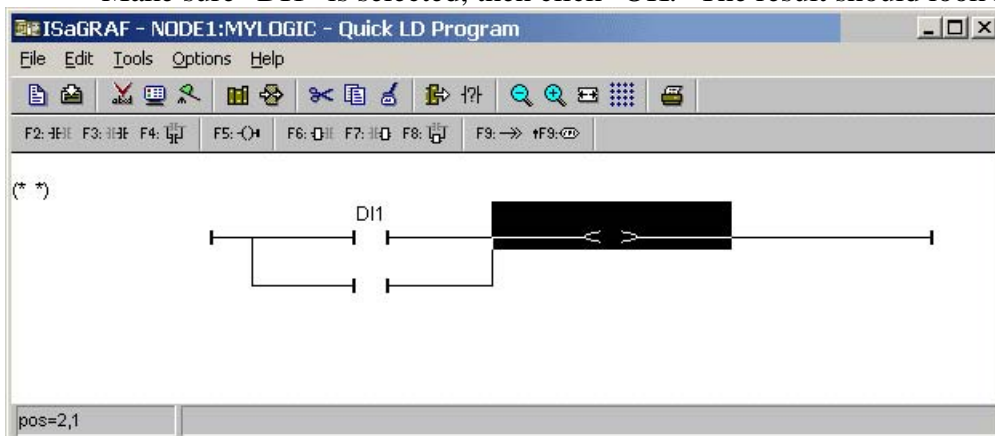 Make sure "DI1" is selected, then click "OK." The result should look
ISaGRAF - NODE1:MYLOGIC - Quick LD Program
File Edit Tools Options Help
F2: F3: F4: F5: F6: F7: F8: F9: F9:
(* *)
DI1
pos=2,1